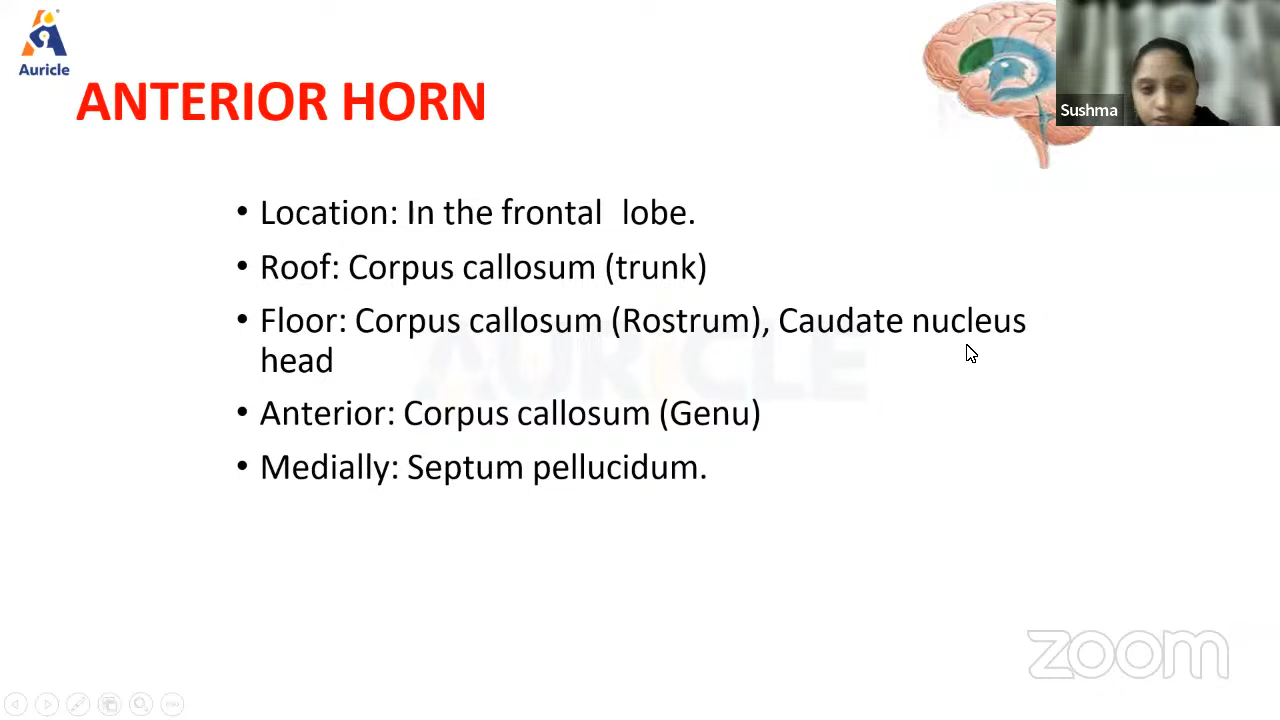 Auricle
ANTERIOR HORN
Sushma
• Location: In the frontal lobe.
• Roof: Corpus callosum (trunk)
• Floor: Corpus callosum (Rostrum), Caudate nucleus
head
• Anterior: Corpus callosum (Genu)
• Medially: Septum pellucidum.
AURICLE
zoom